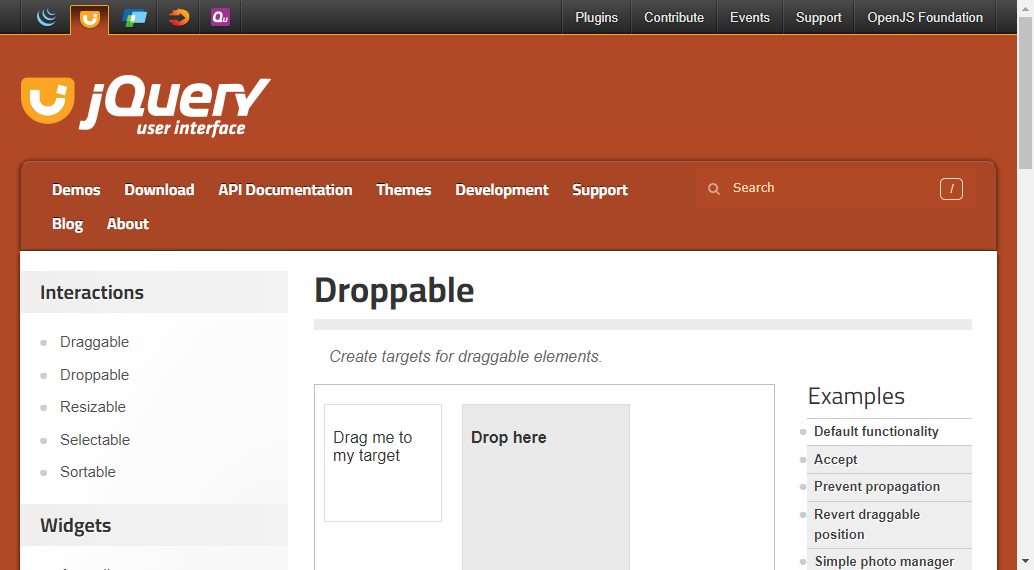 Plugins
Contribute
Events
Support
OpenJS Foundation
jQuery
user interface
Demos
Download
API Documentation
Themes
Development
Support
Blog
About
Search
/
Interactions
Draggable
Droppable
Resizable
Selectable
Sortable
Widgets
Droppable
Create targets for draggable elements.
Drag me to
my target
Drop here
Examples
Default functionality
Accept
Prevent propagation
Revert draggable
position
Simple photo manager